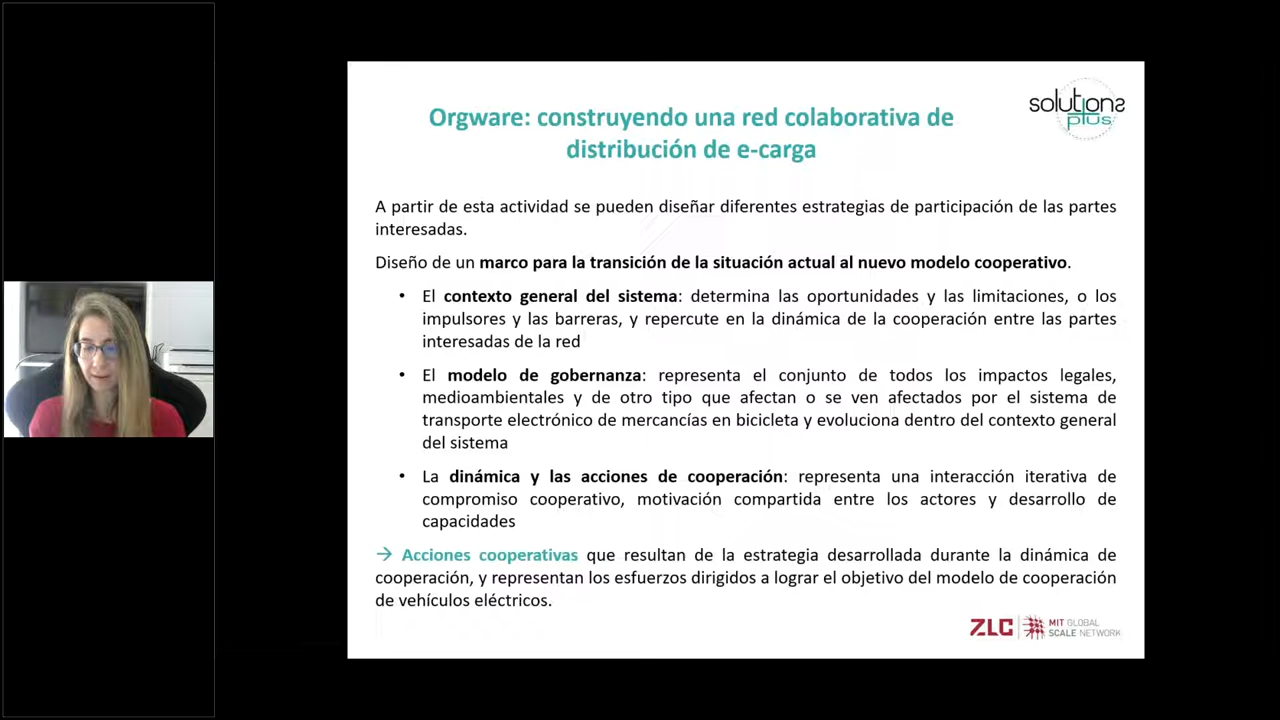 Orgware: construyendo una red colaborativa de
distribución de e-carga
solutions
plus
A partir de esta actividad se pueden diseñar diferentes estrategias de participación de las partes
interesadas.
Diseño de un marco para la transición de la situación actual al nuevo modelo cooperativo.
• El contexto general del sistema: determina las oportunidades y las limitaciones, o los
impulsores y las barreras, y repercute en la dinámica de la cooperación entre las partes
interesadas de la red
• El modelo de gobernanza: representa el conjunto de todos los impactos legales,
medioambientales y de otro tipo que afectan o se ven afectados por el sistema de
transporte electrónico de mercancías en bicicleta y evoluciona dentro del contexto general
del sistema
• La dinámica y las acciones de cooperación: representa una interacción iterativa de
compromiso cooperativo, motivación compartida entre los actores y desarrollo de
capacidades
→ Acciones cooperativas que resultan de la estrategia desarrollada durante la dinámica de
cooperación, y representan los esfuerzos dirigidos a lograr el objetivo del modelo de cooperación
de vehículos eléctricos.
ZLC MIT GLOBAL
SCALE NETWORK